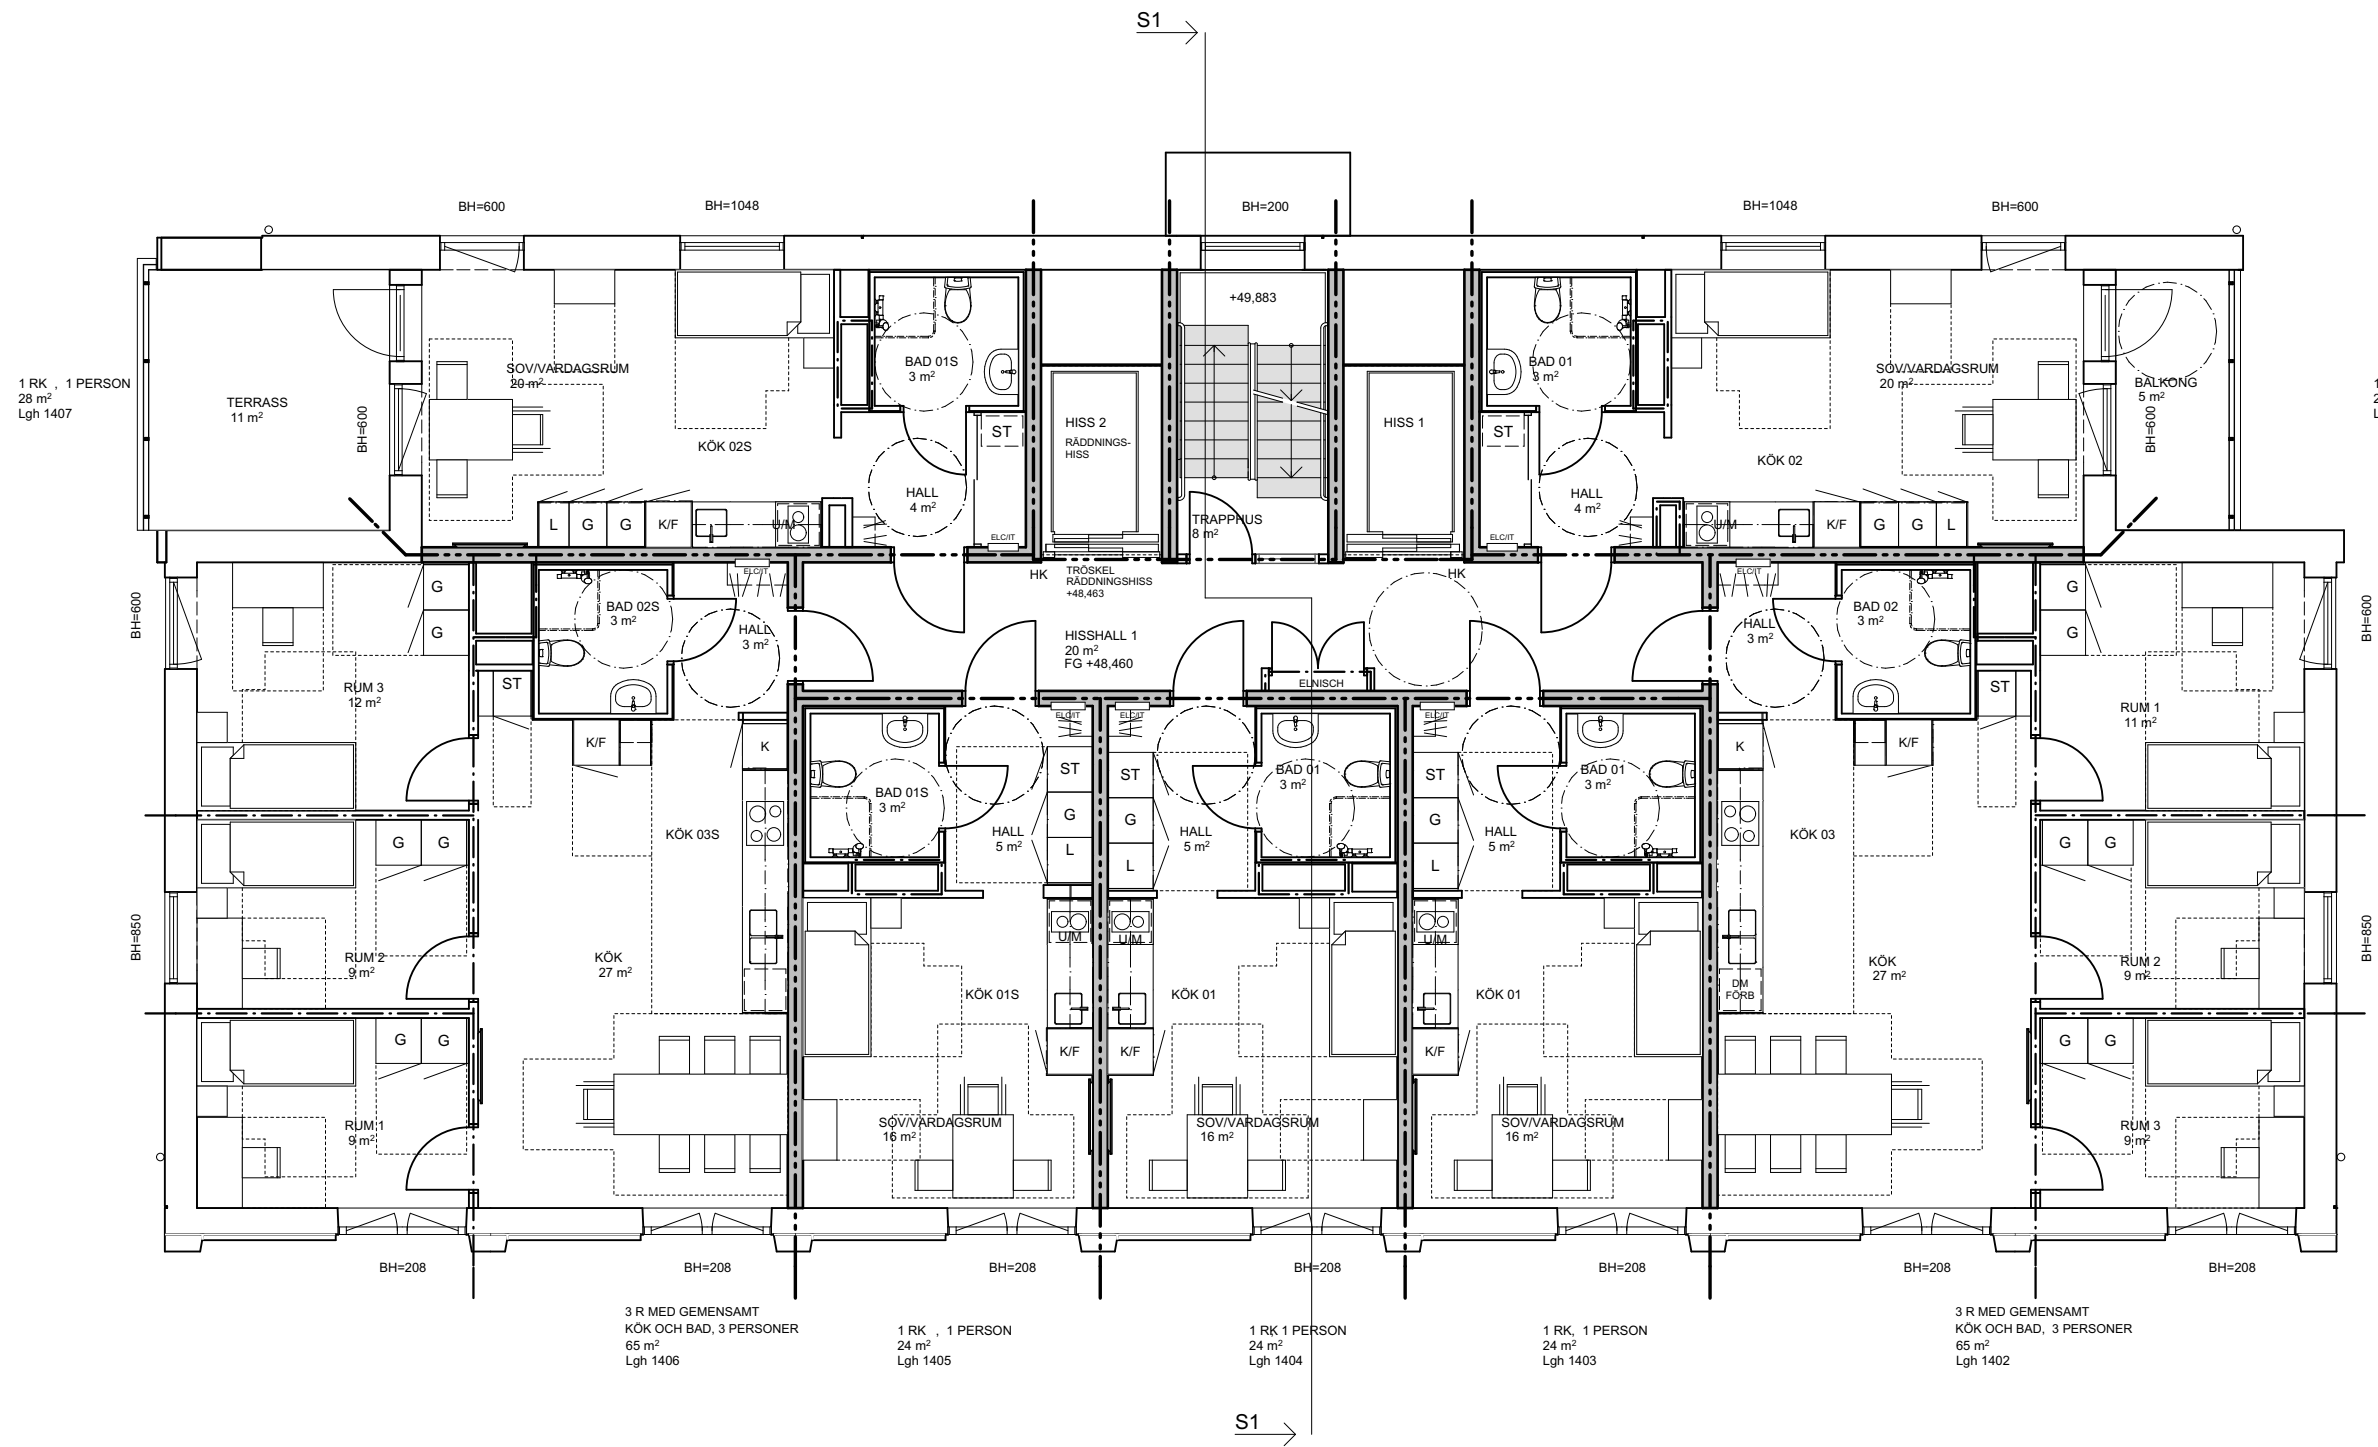 S1
BH=600
BH=1048
BH=200
BH=1048
BH=600
+49,883
1 RK , 1 PERSON
28 m²
Lgh 1407
TERRASS
11 m²
BH=600
SOV/VARDAGSRUM
20 m²
KÖK 02S
BAD 01S
3 m²
ST
HALL
4 m²
L
G
G
K/F
U/M
ELC/IT
HISS 2
RÄDDNINGS-
HISS
TRAPPHUS
8 m²
HISS 1
BAD 01
3 m²
ST
HALL
4 m²
ELC/IT
SOV/VARDAGSRUM
20 m²
KÖK 02
U/M
K/F
G
G
L
BALKONG
5 m²
BH=600
HK
TRÖSKEL
RÄDDNINGSHISS
+48,463
HK
HISSHALL 1
20 m²
FG +48,460
ELNISCH
BH=600
G
G
RUM 3
12 m²
BAD 02S
3 m²
ELC/IT
HALL
3 m²
ST
K/F
K
KÖK 03S
G
G
BH=850
RUM 2
9 m²
KÖK
27 m²
G
G
RUM 1
9 m²
BAD 01S
3 m²
ELC/IT
ST
G
L
HALL
5 m²
U/M
KÖK 01S
K/F
SOV/VARDAGSRUM
16 m²
ELC/IT
ST
G
L
HALL
5 m²
BAD 01
3 m²
U/M
KÖK 01
K/F
SOV/VARDAGSRUM
16 m²
ELC/IT
ST
G
L
HALL
5 m²
BAD 01
3 m²
U/M
KÖK 01
K/F
SOV/VARDAGSRUM
16 m²
ELC/IT
HALL
3 m²
BAD 02
3 m²
ST
K
K/F
KÖK 03
KÖK
27 m²
DM
FÖRB
G
G
BH=600
RUM 1
11 m²
G
G
BH=850
RUM 2
9 m²
G
G
RUM 3
9 m²
BH=208
BH=208
BH=208
BH=208
BH=208
BH=208
BH=208
3 R MED GEMENSAMT
KÖK OCH BAD, 3 PERSONER
65 m²
Lgh 1406
1 RK , 1 PERSON
24 m²
Lgh 1405
1 RK 1 PERSON
24 m²
Lgh 1404
1 RK, 1 PERSON
24 m²
Lgh 1403
3 R MED GEMENSAMT
KÖK OCH BAD, 3 PERSONER
65 m²
Lgh 1402
S1